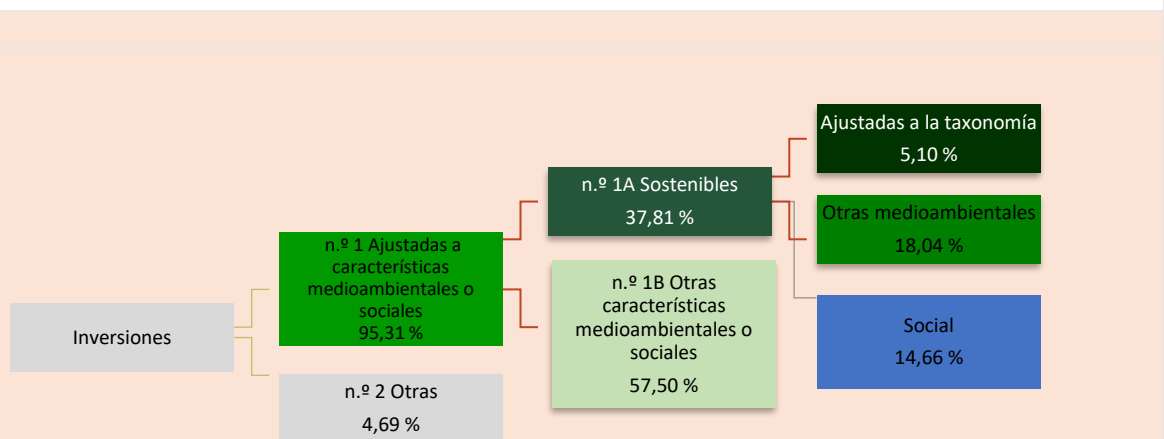 Inversiones
n.º 1 Ajustadas a
características
medioambientales o
sociales
95,31 %
n.º 2 Otras
4,69 %
n.º 1A Sostenibles
37,81 %
n.º 1B Otras
características
medioambientales o
sociales
57,50 %
Ajustadas a la taxonomía
5,10 %
Otras medioambientales
18,04 %
Social
14,66 %